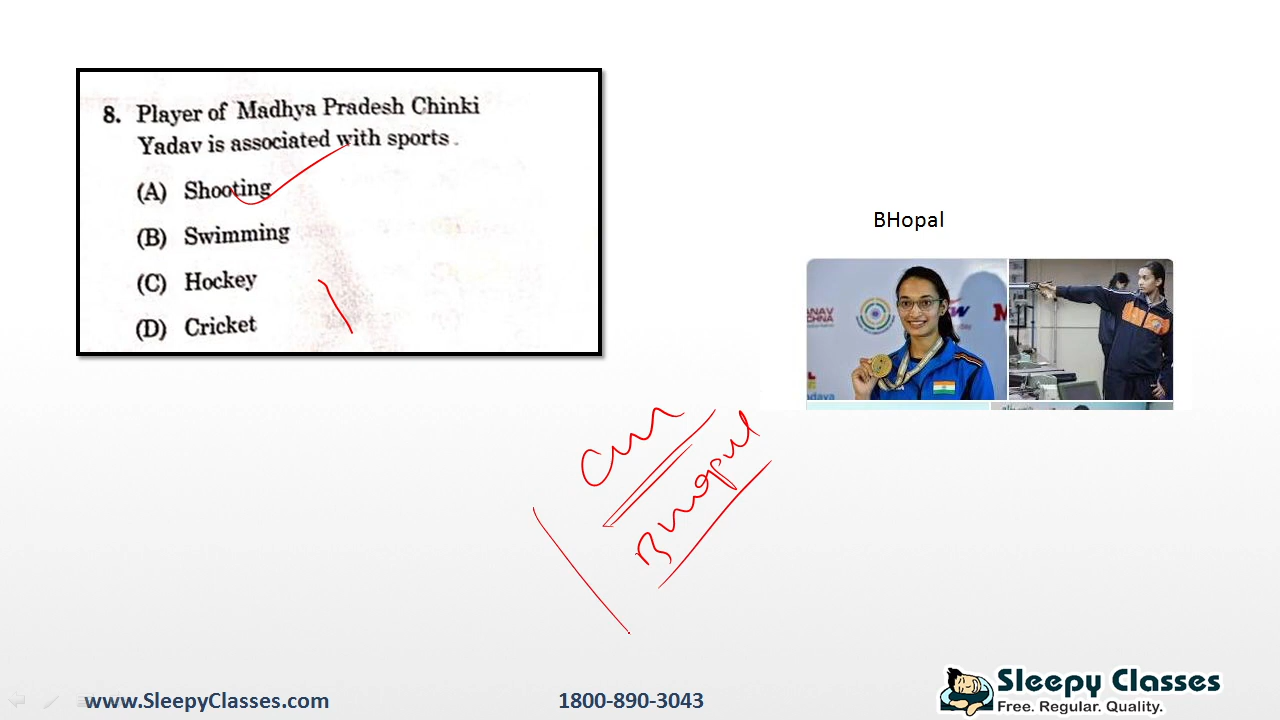 8. Player of Madhya Pradesh Chinki
Yadav is associated with sports.
(A) Shooting
(B) Swimming
(C) Hockey
(D) Cricket
BHopal
Bhopal
www.SleepyClasses.com
1800-890-3043
Sleepy Classes
Free. Regular. Quality.